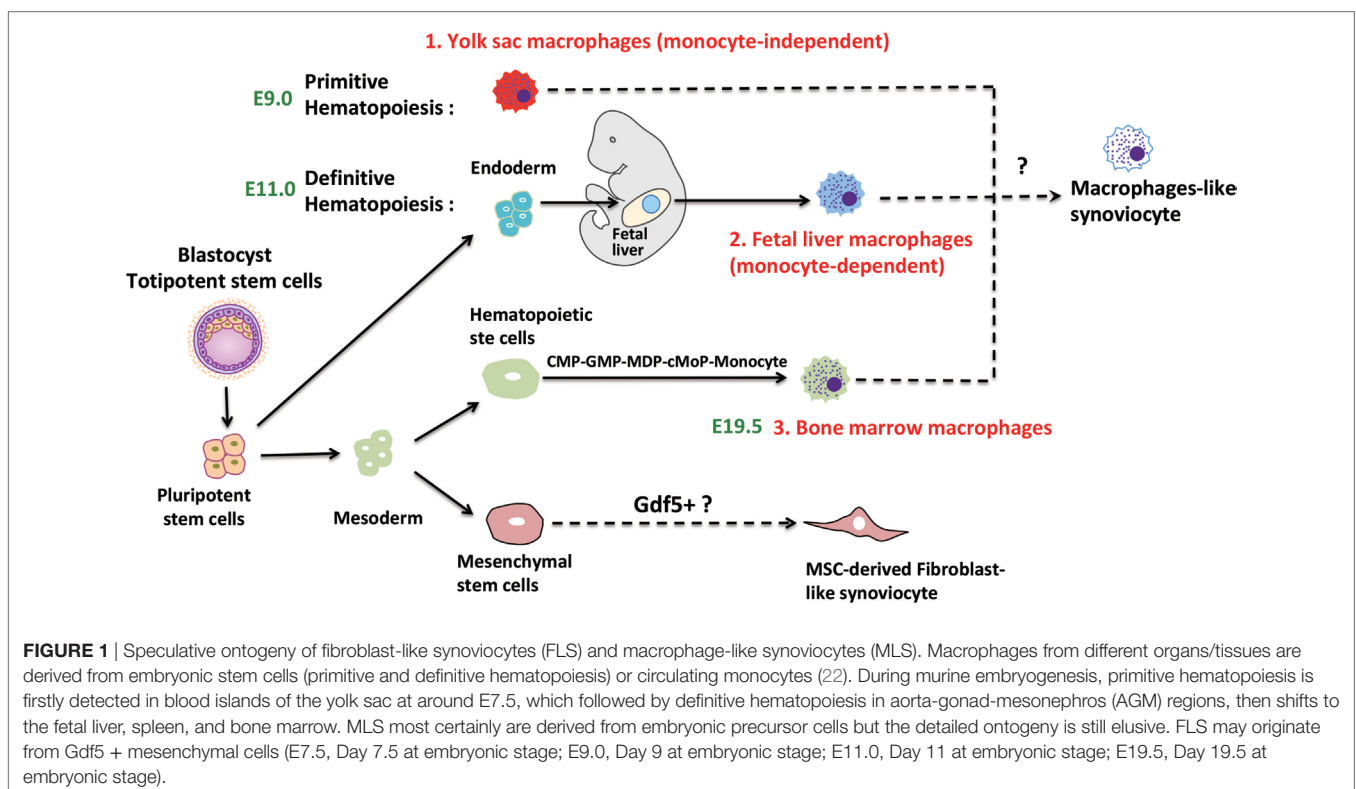 1. Yolk sac macrophages (monocyte-independent)
E9.0
Primitive
Hematopoiesis :
E11.0
Definitive
Hematopoiesis :
Endoderm
Fetal
liver
?
Macrophages-like
synoviocyte
2. Fetal liver macrophages
(monocyte-dependent)
Blastocyst
Totipotent stem cells
Hematopoietic
ste cells
CMP-GMP-MDP-cMoP-Monocyte
E19.5 3. Bone marrow macrophages
Pluripotent
stem cells
Mesoderm
Gdf5+ ?
Mesenchymal
stem cells
MSC-derived Fibroblast-
like synoviocyte
FIGURE 1 | Speculative ontogeny of fibroblast-like synoviocytes (FLS) and macrophage-like synoviocytes (MLS). Macrophages from different organs/tissues are
derived from embryonic stem cells (primitive and definitive hematopoiesis) or circulating monocytes (22). During murine embryogenesis, primitive hematopoiesis is
firstly detected in blood islands of the yolk sac at around E7.5, which followed by definitive hematopoiesis in aorta-gonad-mesonephros (AGM) regions, then shifts to
the fetal liver, spleen, and bone marrow. MLS most certainly are derived from embryonic precursor cells but the detailed ontogeny is still elusive. FLS may originate
from Gdf5 + mesenchymal cells (E7.5, Day 7.5 at embryonic stage; E9.0, Day 9 at embryonic stage; E11.0, Day 11 at embryonic stage; E19.5, Day 19.5 at
embryonic stage).